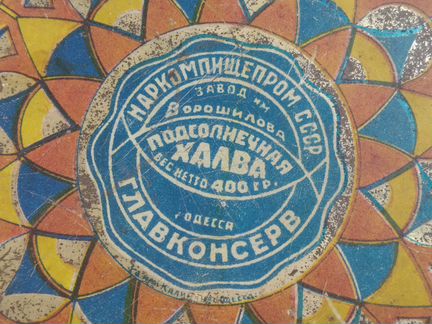 НАРКОМПИЩЕПРОМ СССР
ЗАВОД им
Ворошилова
ПОДСОЛНЕЧНАЯ
ХАЛВА
ВЕС НЕТТО 400 ГР.
г ОДЕССА
ГЛАВКОНСЕРВ